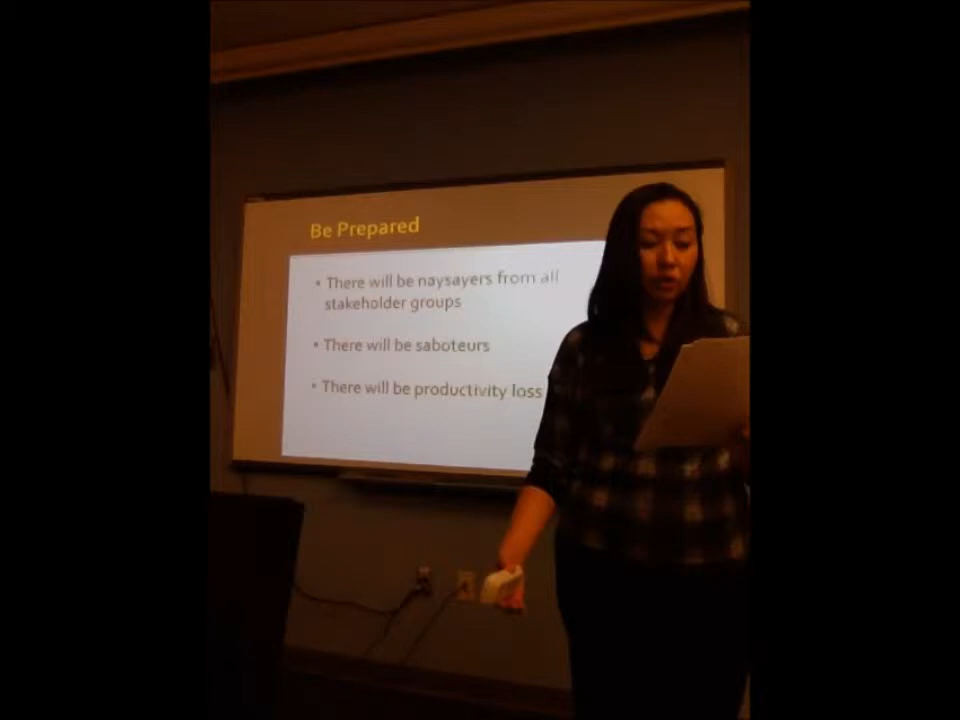 Be Prepared
• There will be naysayers from all
stakeholder groups
• There will be saboteurs
• There will be productivity loss